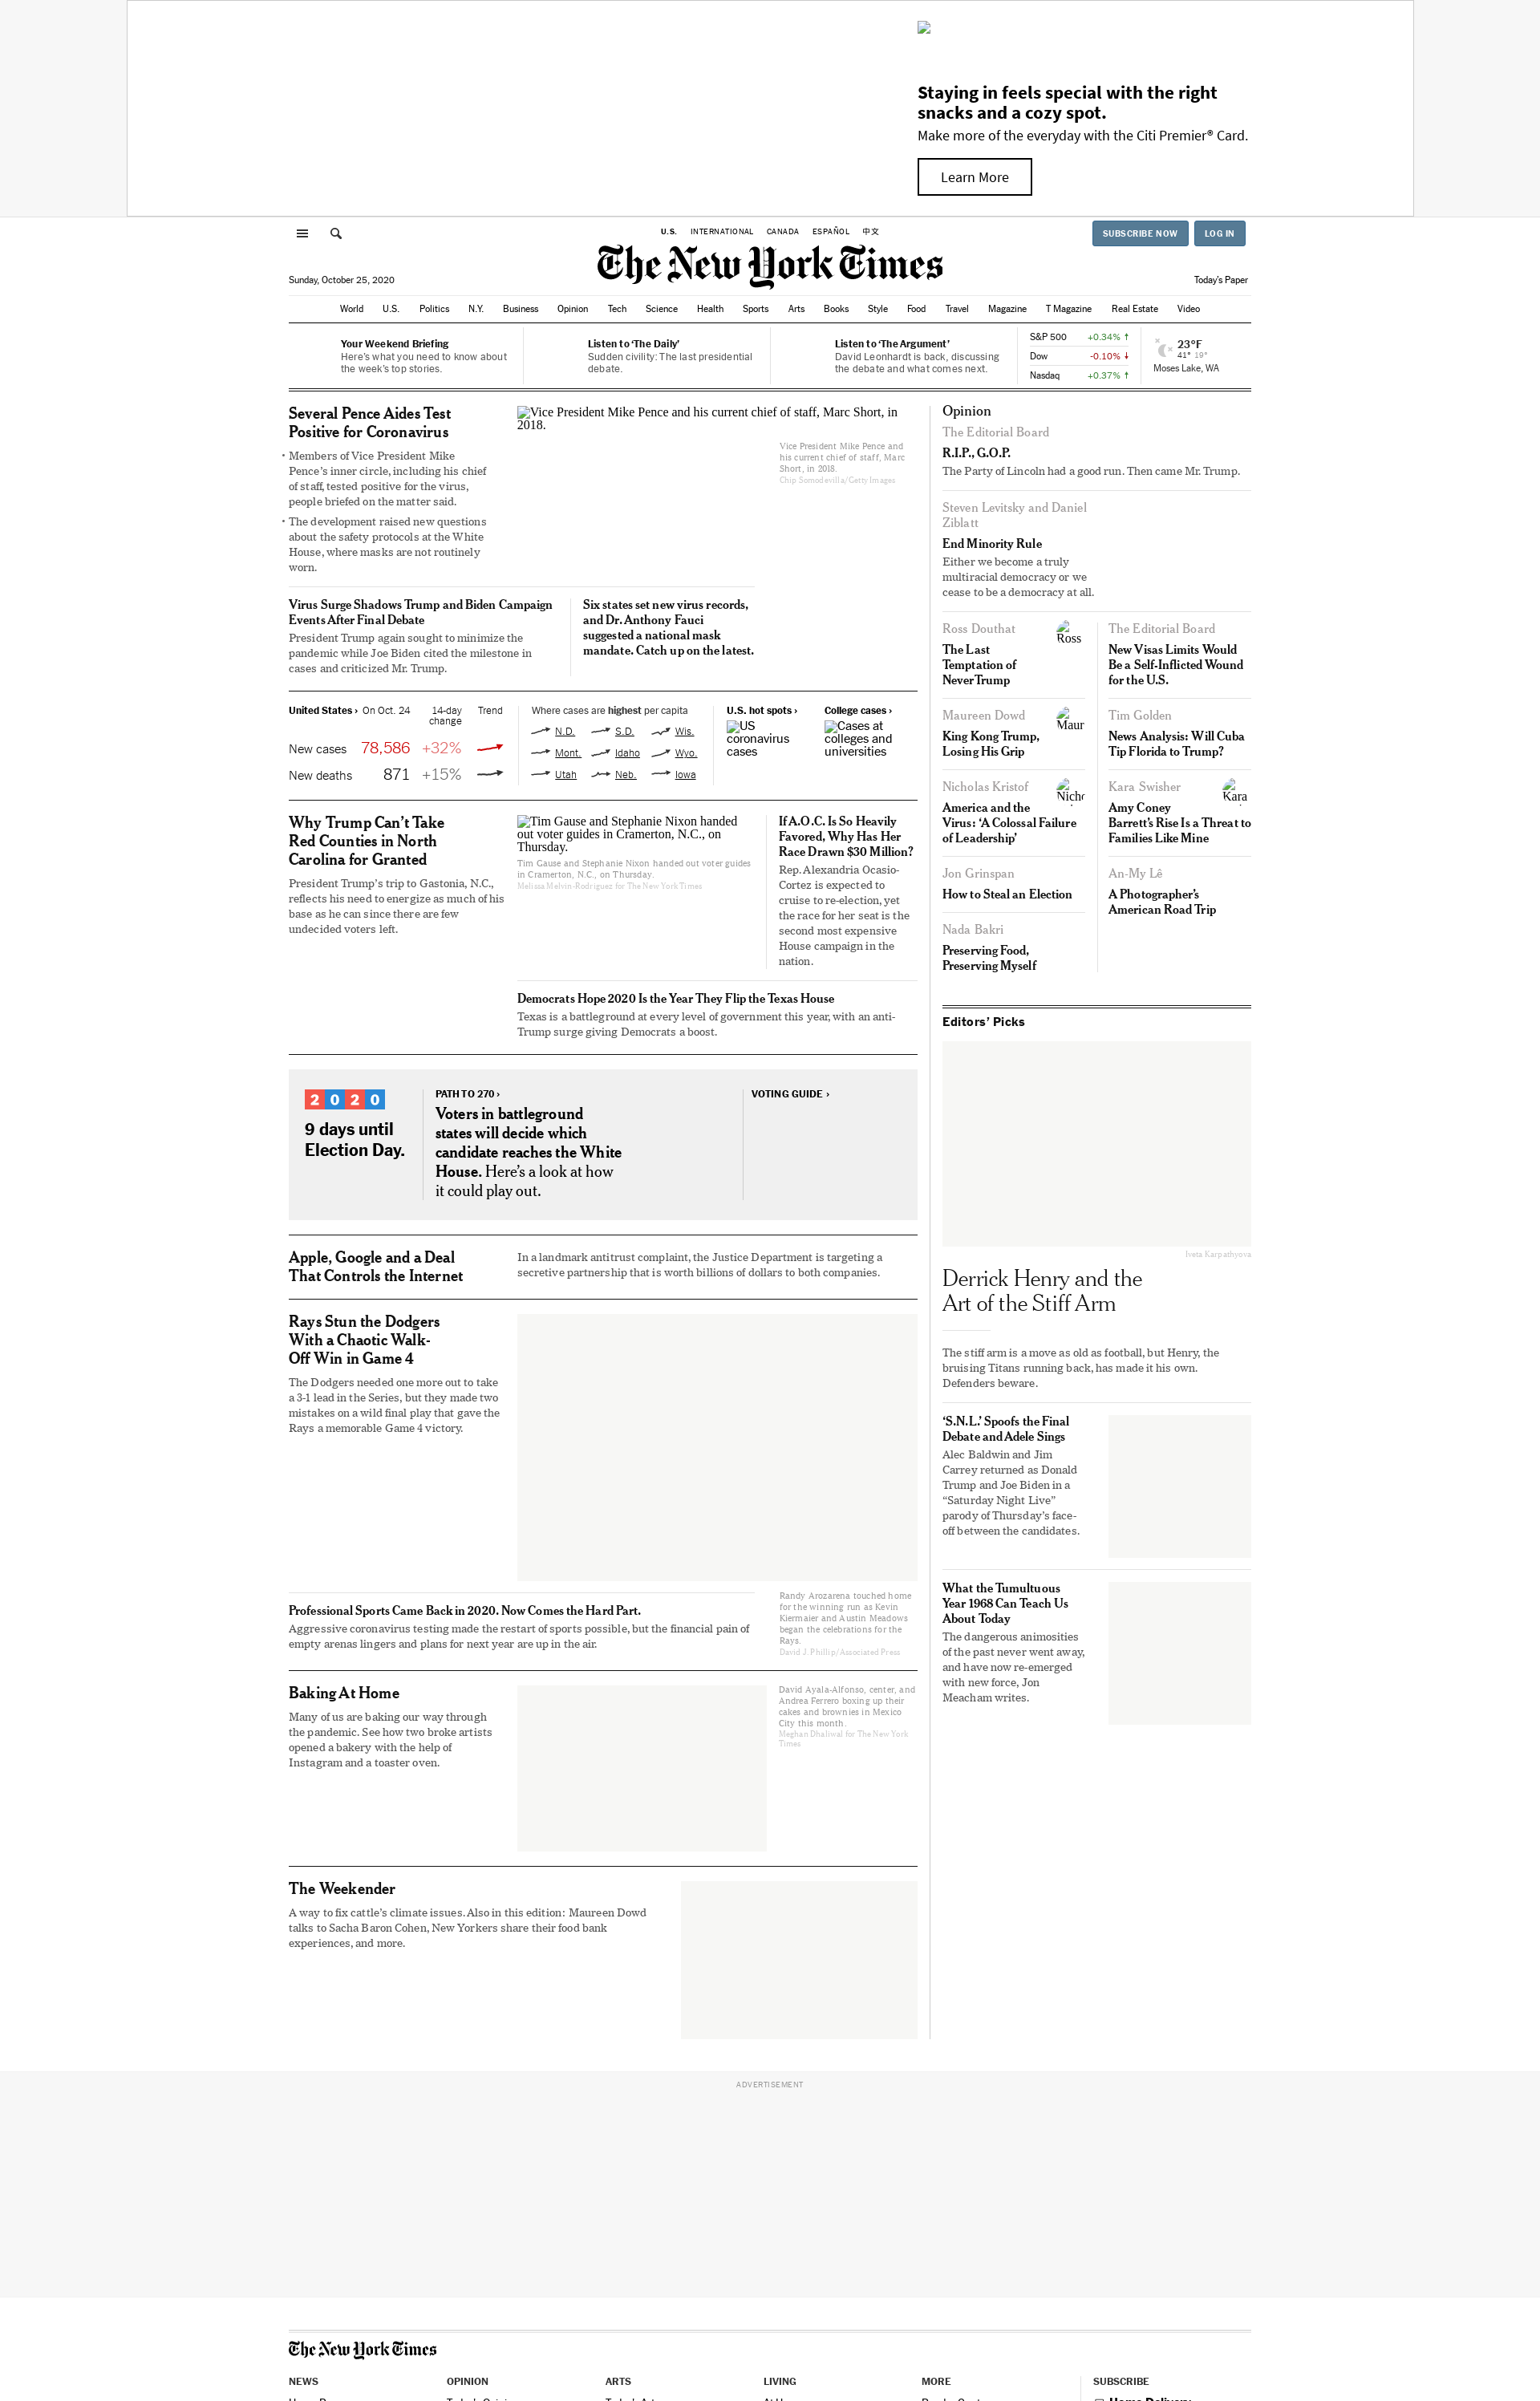 Staying in feels special with the right
snacks and a cozy spot.
Make more of the everyday with the Citi Premier® Card.
Learn More
U.S. INTERNATIONAL CANADA ESPAÑOL 中文
SUBSCRIBE NOW LOG IN
The New York Times
Sunday, October 25, 2020
Today's Paper
World U.S. Politics N.Y. Business Opinion Tech Science Health Sports Arts Books Style Food Travel Magazine T Magazine Real Estate Video
Your Weekend Briefing
Here's what you need to know about
the week's top stories.
Listen to ‘The Daily’
Sudden civility: The last presidential
debate.
Listen to ‘The Argument’
David Leonhardt is back, discussing
the debate and what comes next.
S&P 500 +0.34% ↑
Dow -0.10% ↓
Nasdaq +0.37% ↑
23°F
41° 19°
Moses Lake, WA
Several Pence Aides Test
Positive for Coronavirus
• Members of Vice President Mike
Pence’s inner circle, including his chief
of staff, tested positive for the virus,
people briefed on the matter said.
• The development raised new questions
about the safety protocols at the White
House, where masks are not routinely
worn.
Vice President Mike Pence and his current chief of staff, Marc Short, in
2018.
Vice President Mike Pence and
his current chief of staff, Marc
Short, in 2018.
Chip Somodevilla/Getty Images
Virus Surge Shadows Trump and Biden Campaign
Events After Final Debate
President Trump again sought to minimize the
pandemic while Joe Biden cited the milestone in
cases and criticized Mr. Trump.
Six states set new virus records,
and Dr. Anthony Fauci
suggested a national mask
mandate. Catch up on the latest.
United States › On Oct. 24 14-day
change Trend
New cases 78,586 +32%
New deaths 871 +15%
Where cases are highest per capita
N.D. S.D. Wis.
Mont. Idaho Wyo.
Utah Neb. Iowa
U.S. hot spots ›
US
coronavirus
cases
College cases ›
Cases at
colleges and
univiersities
Why Trump Can’t Take
Red Counties in North
Carolina for Granted
President Trump’s trip to Gastonia, N.C.,
reflects his need to energize as much of his
base as he can since there are few
undecided voters left.
Tim Gause and Stephanie Nixon handed
out voter guides in Cramerton, N.C., on
Thursday.
Tim Gause and Stephanie Nixon handed out voter guides
in Cramerton, N.C., on Thursday.
Melissa Melvin-Rodriguez for The New York Times
If A.O.C. Is So Heavily
Favored, Why Has Her
Race Drawn $30 Million?
Rep. Alexandria Ocasio-
Cortez is expected to
cruise to re-election, yet
the race for her seat is the
second most expensive
House campaign in the
nation.
Democrats Hope 2020 Is the Year They Flip the Texas House
Texas is a battleground at every level of government this year, with an anti-
Trump surge giving Democrats a boost.
2020
9 days until
Election Day.
PATH TO 270 ›
Voters in battleground
states will decide which
candidate reaches the White
House. Here’s a look at how
it could play out.
VOTING GUIDE ›
Apple, Google and a Deal
That Controls the Internet
In a landmark antitrust complaint, the Justice Department is targeting a
secretive partnership that is worth billions of dollars to both companies.
Rays Stun the Dodgers
With a Chaotic Walk-
Off Win in Game 4
The Dodgers needed one more out to take
a 3-1 lead in the Series, but they made two
mistakes on a wild final play that gave the
Rays a memorable Game 4 victory.
Professional Sports Came Back in 2020. Now Comes the Hard Part.
Aggressive coronavirus testing made the restart of sports possible, but the financial pain of
empty arenas lingers and plans for next year are up in the air.
Randy Arozarena touched home
for the winning run as Kevin
Kiermaier and Austin Meadows
began the celebrations for the
Rays.
David J. Phillip/Associated Press
Baking At Home
Many of us are baking our way through
the pandemic. See how two broke artists
opened a bakery with the help of
Instagram and a toaster oven.
David Ayala-Alfonso, center, and
Andrea Ferrero boxing up their
cakes and brownies in Mexico
City this month.
Meghan Dhaliwal for The New York
Times
The Weekender
A way to fix cattle’s climate issues. Also in this edition: Maureen Dowd
talks to Sacha Baron Cohen, New Yorkers share their food bank
experiences, and more.
Opinion
The Editorial Board
R.I.P., G.O.P.
The Party of Lincoln had a good run. Then came Mr. Trump.
Steven Levitsky and Daniel
Ziblatt
End Minority Rule
Either we become a truly
multiracial democracy or we
cease to be a democracy at all.
Ross Douthat
Ross
The Last
Temptation of
NeverTrump
Maureen Dowd
Maur
King Kong Trump,
Losing His Grip
Nicholas Kristof
Nicho
America and the
Virus: ‘A Colossal Failure
of Leadership’
Jon Grinspan
How to Steal an Election
Nada Bakri
Preserving Food,
Preserving Myself
The Editorial Board
New Visas Limits Would
Be a Self-Inflicted Wound
for the U.S.
Tim Golden
News Analysis: Will Cuba
Tip Florida to Trump?
Kara Swisher
Kara
Amy Coney
Barrett’s Rise Is a Threat to
Families Like Mine
An-My Lê
A Photographer’s
American Road Trip
Editors’ Picks
Iveta Karpathyova
Derrick Henry and the
Art of the Stiff Arm
The stiff arm is a move as old as football, but Henry, the
bruising Titans running back, has made it his own.
Defenders beware.
‘S.N.L.’ Spoofs the Final
Debate and Adele Sings
Alec Baldwin and Jim
Carrey returned as Donald
Trump and Joe Biden in a
“Saturday Night Live”
parody of Thursday’s face-
off between the candidates.
What the Tumultuous
Year 1968 Can Teach Us
About Today
The dangerous animosities
of the past never went away,
and have now re-emerged
with new force, Jon
Meacham writes.
ADVERTISEMENT
The New York Times
NEWS OPINION ARTS LIVING MORE SUBSCRIBE